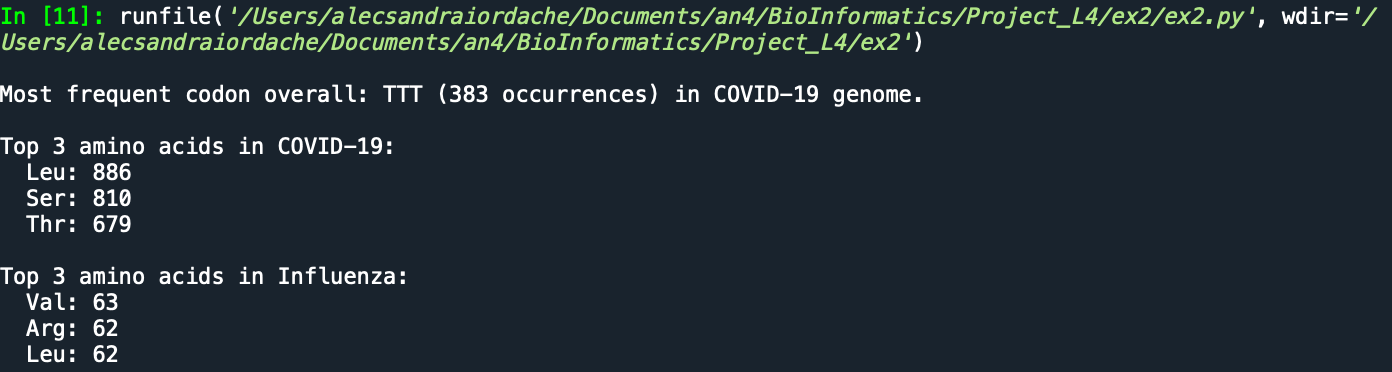 In [11]: runfile('/Users/alecsandraiordache/Documents/an4/BioInformatics/Project_L4/ex2/ex2.py', wdir='/
Users/alecsandraiordache/Documents/an4/BioInformatics/Project_L4/ex2')
Most frequent codon overall: TTT (383 occurrences) in COVID-19 genome.
Top 3 amino acids in COVID-19:
Leu: 886
Ser: 810
Thr: 679
Top 3 amino acids in Influenza:
Val: 63
Arg: 62
Leu: 62